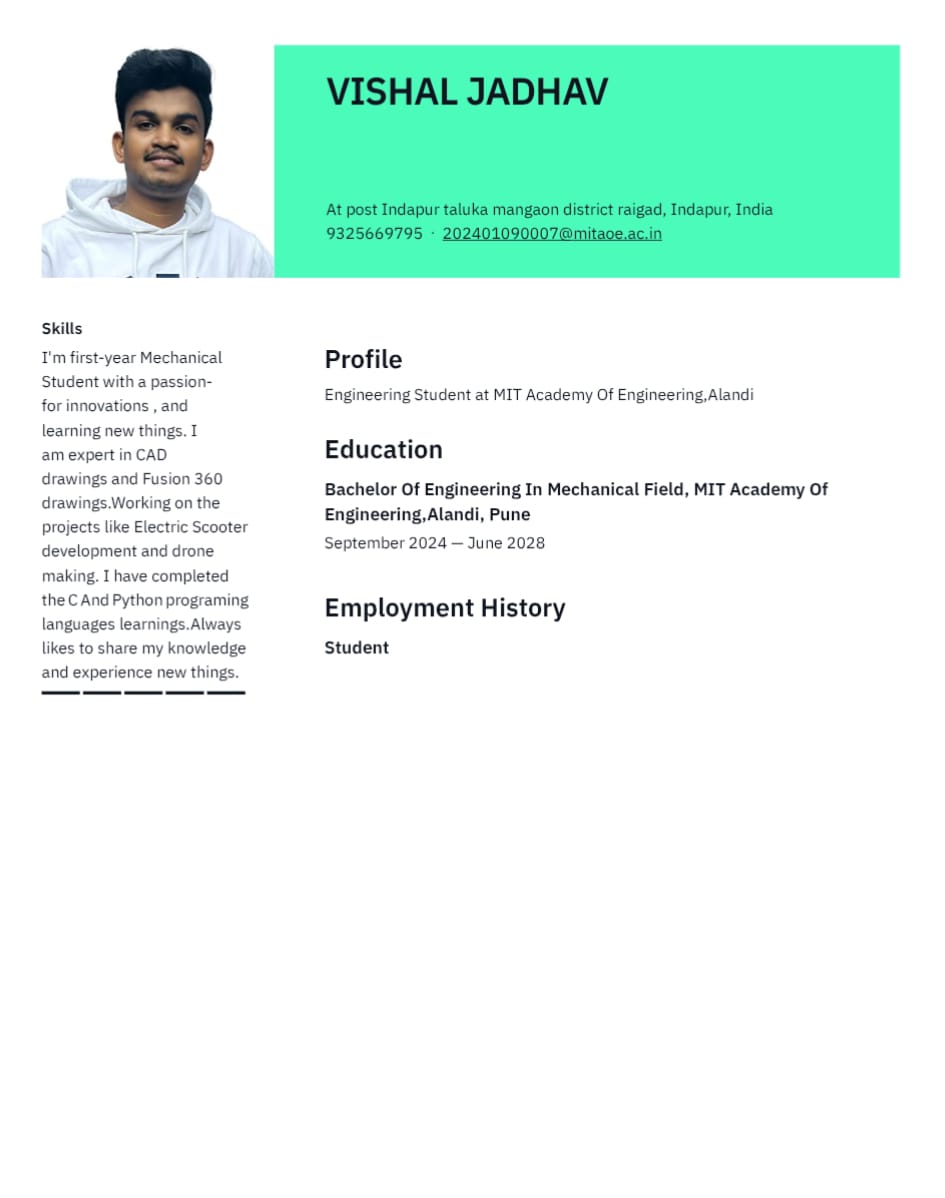 VISHAL JADHAV
At post Indapur taluka mangaon district raigad, Indapur, India
9325669795 · 202401090007@mitaoe.ac.in
Skills
I'm first-year Mechanical
Student with a passion-
for innovations , and
learning new things. I
am expert in CAD
drawings and Fusion 360
drawings.Working on the
projects like Electric Scooter
development and drone
making. I have completed
the C And Python programing
languages learnings.Always
likes to share my knowledge
and experience new things.
Profile
Engineering Student at MIT Academy Of Engineering,Alandi
Education
Bachelor Of Engineering In Mechanical Field, MIT Academy Of
Engineering,Alandi, Pune
September 2024 — June 2028
Employment History
Student